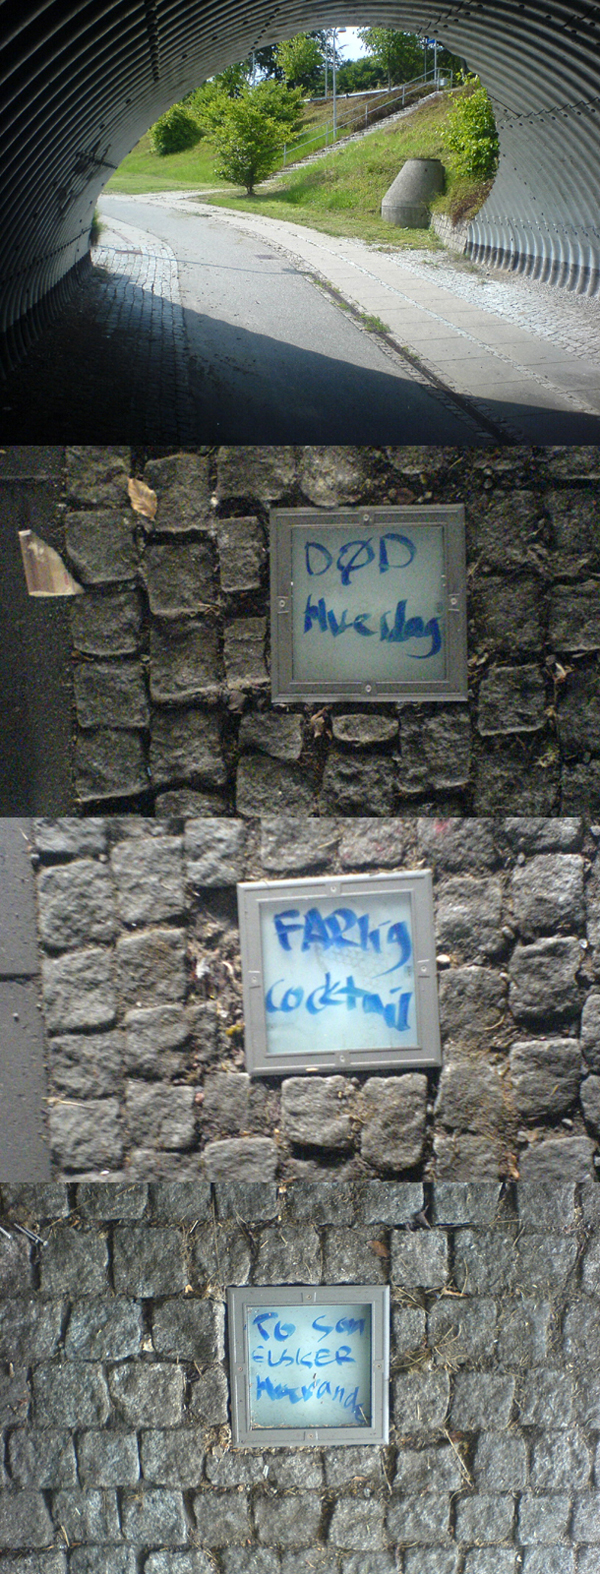 DØD
Hverdag
FARlig
cocktail
To som
ELSKER
Hverandre